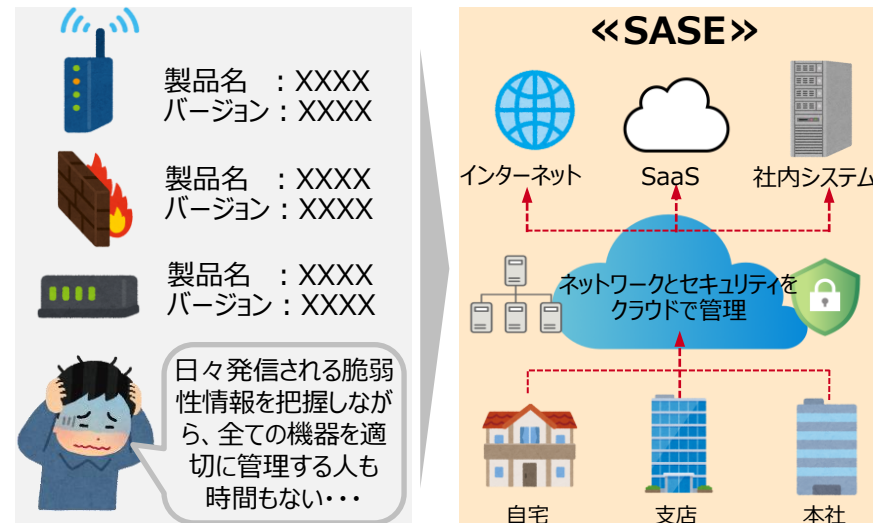 製品名 ：XXXX
バージョン：XXXX
製品名 ：XXXX
バージョン：XXXX
製品名 ：XXXX
バージョン：XXXX
日々発信される脆弱
性情報を把握しなが
ら、全ての機器を適
切に管理する人も
時間もない・・・
≪SASE≫
インターネット
SaaS
社内システム
ネットワークとセキュリティを
クラウドで管理
自宅
支店
本社